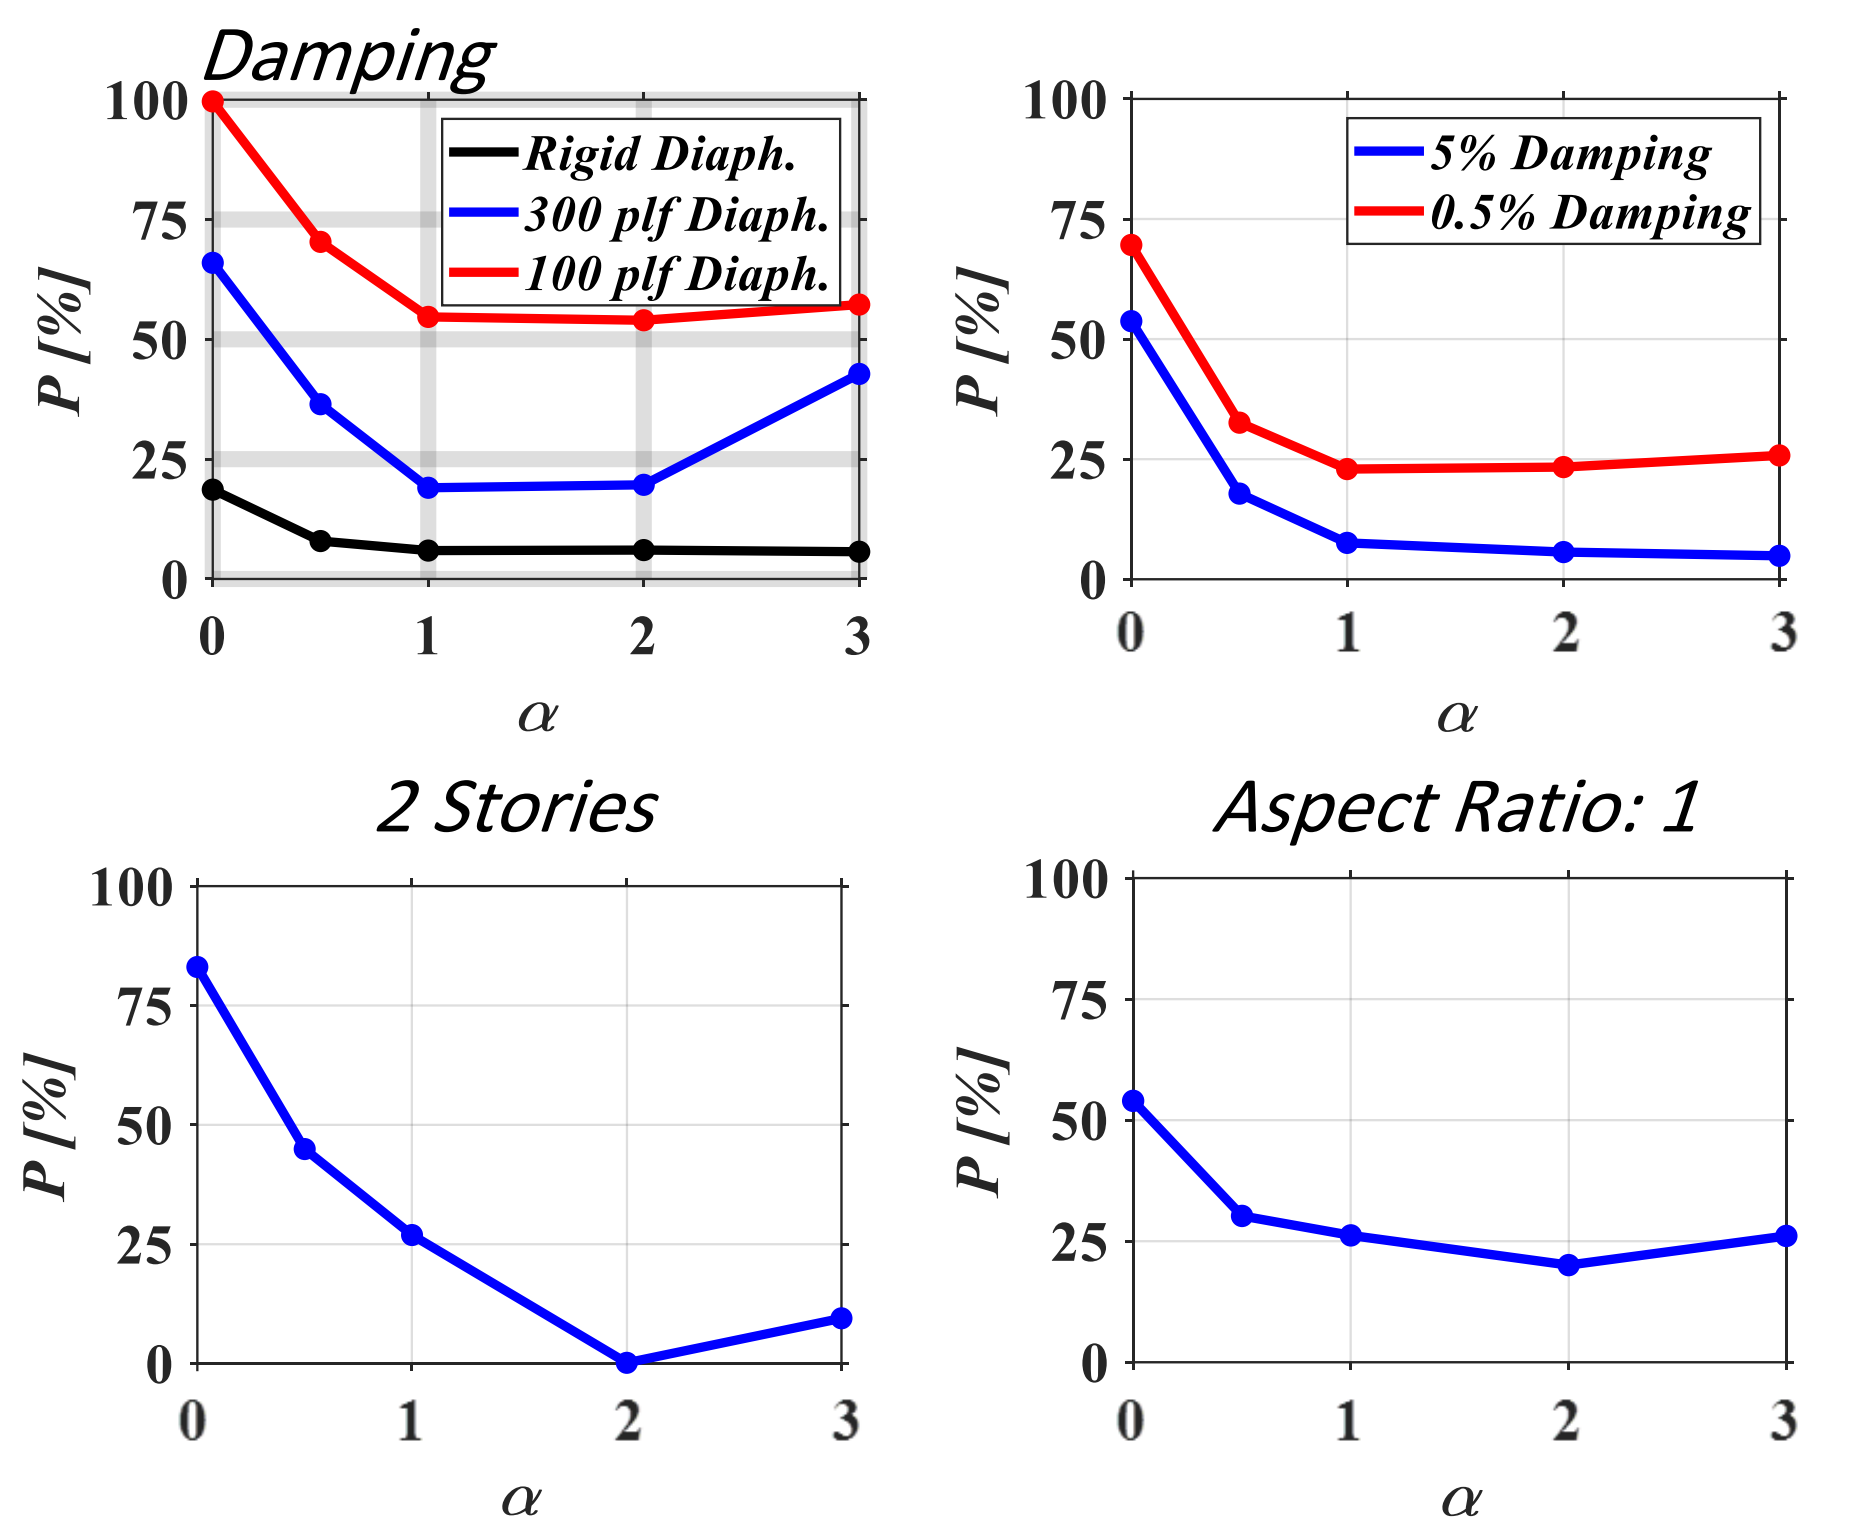 Damping
100
75
50
25
0
P [%]
Rigid Diaph.
300 plf Diaph.
100 plf Diaph.
0 1 2 3
α
100
75
50
25
0
P [%]
5% Damping
0.5% Damping
0 1 2 3
α
2 Stories
100
75
50
25
0
P [%]
0 1 2 3
α
Aspect Ratio: 1
100
75
50
25
0
P [%]
0 1 2 3
α